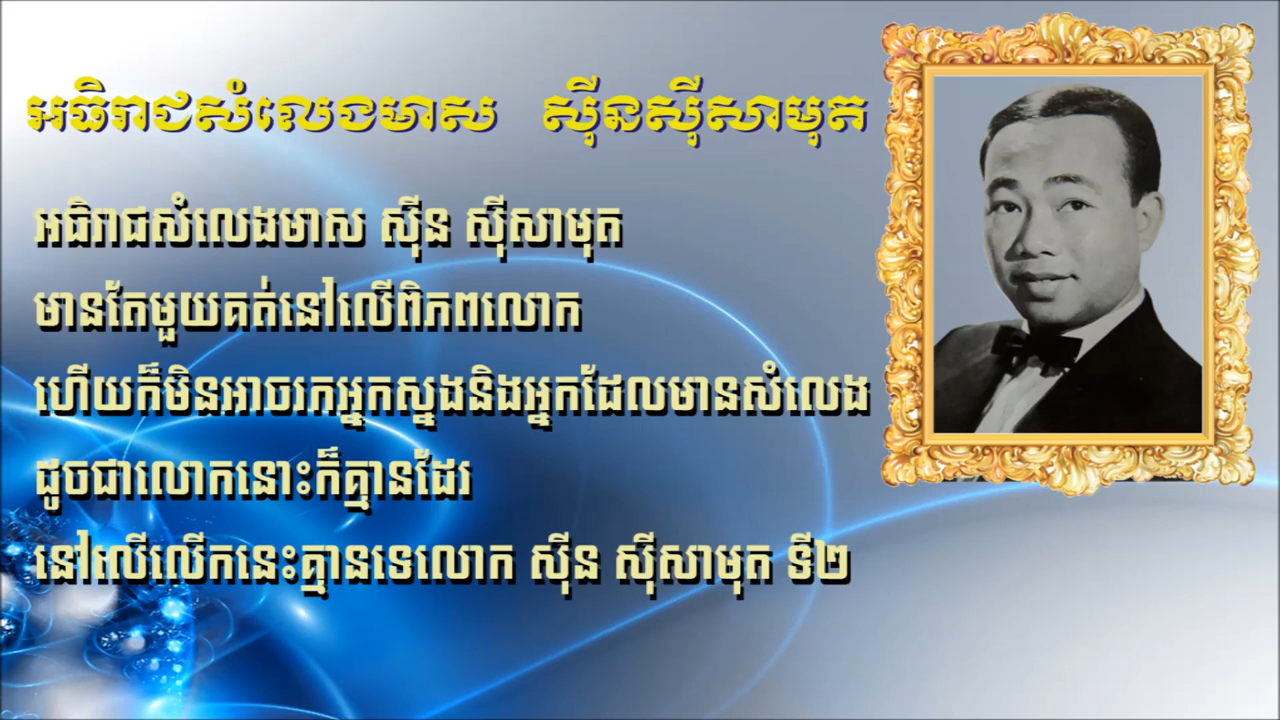 អធិរាជសំលេងមាស ស៊ីនស៊ីសាមុត
អធិរាជសំលេងមាស ស៊ីន ស៊ីសាមុត
មានតែមួយគត់នៅលើពិភពលោក
ហើយក៏មិនអាចរកអ្នកស្នងនិងអ្នកដែលមានសំលេង
ដូចជាលោកនោះក៏គ្មានដែរ
នៅលើលើកនេះគ្មានទេលោក ស៊ីន ស៊ីសាមុត ទី២